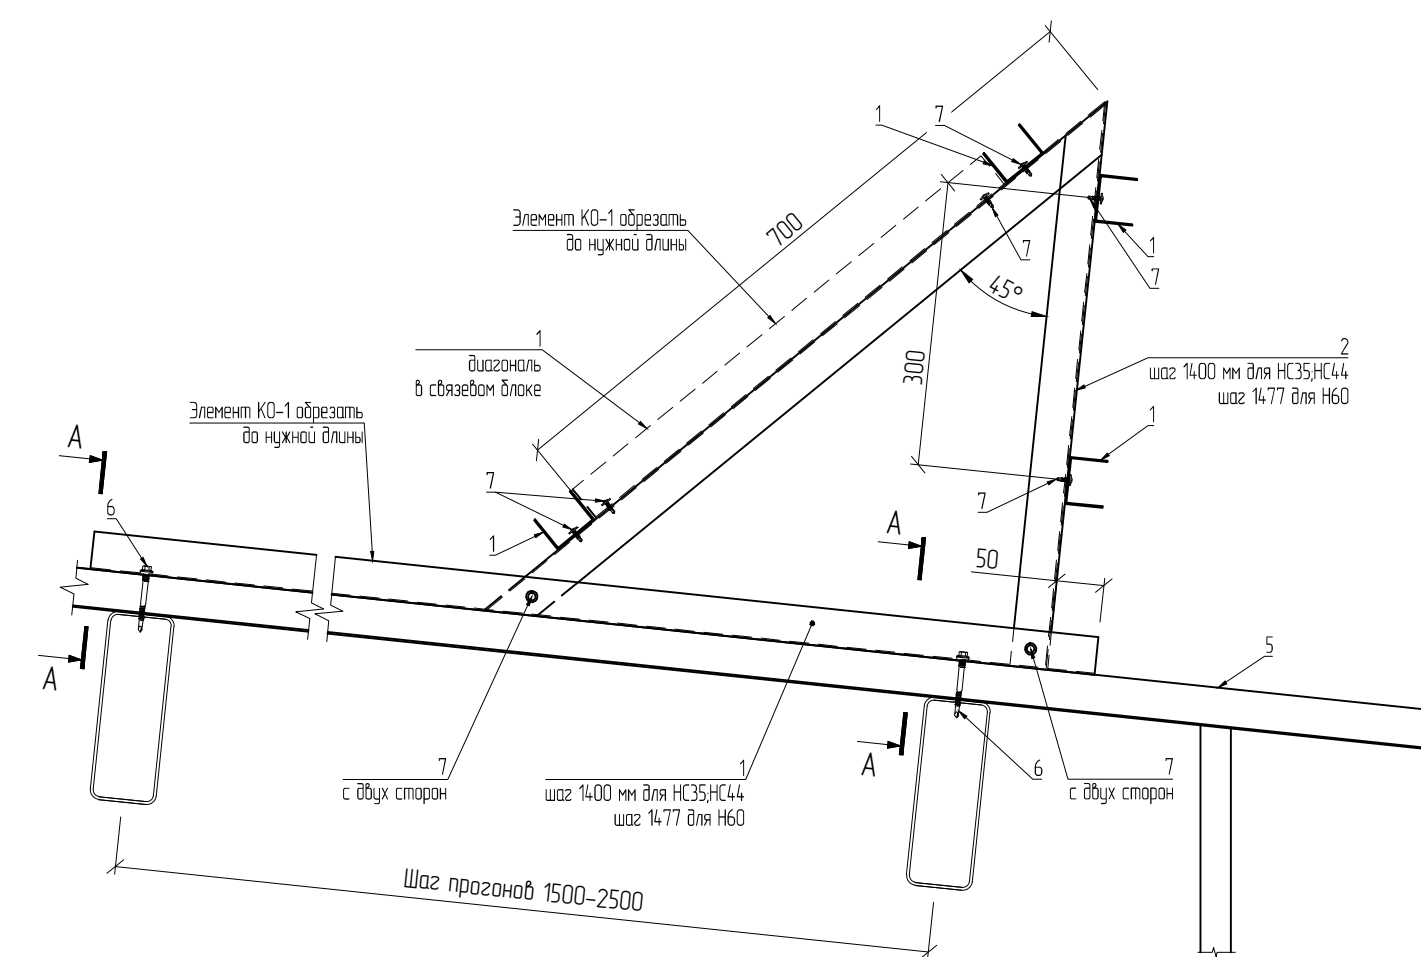 1
7
Элемент КО-1 обрезать
до нужной длины
700
7
1
7
45°
1
диагональ
в связевом блоке
300
2
шаг 1400 мм для НС35;НС44
шаг 1477 для Н60
Элемент КО-1 обрезать
до нужной длины
1
А
7
7
6
А
1
50
5
А
7
с двух сторон
1
шаг 1400 мм для НС35;НС44
шаг 1477 для Н60
А
6
7
с двух сторон
Шаг прогонов 1500-2500